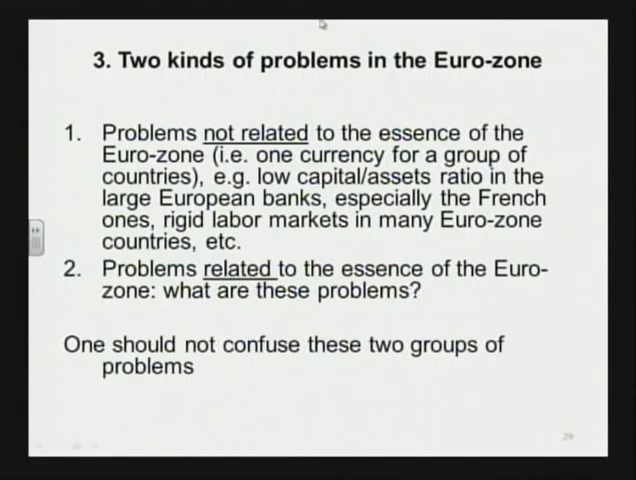 3. Two kinds of problems in the Euro-zone
1. Problems not related to the essence of the
Euro-zone (i.e. one currency for a group of
countries), e.g. low capital/assets ratio in the
large European banks, especially the French
ones, rigid labor markets in many Euro-zone
countries, etc.
2. Problems related to the essence of the Euro-
zone: what are these problems?
One should not confuse these two groups of
problems
29